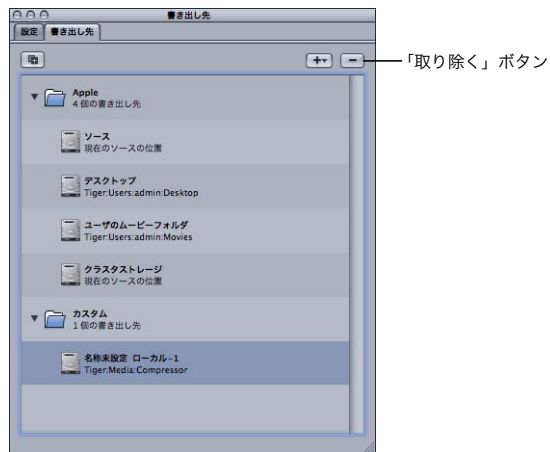 書き出し先
設定 書き出し先
「取り除く」ボタン
Apple
4 個の書き出し先
ソース
現在のソースの位置
デスクトップ
Tiger:Users:admin:Desktop
ユーザのムービーフォルダ
Tiger:Users:admin:Movies
クラスタストレージ
現在のソースの位置
カスタム
1 個の書き出し先
名称未設定 ローカル-1
Tiger:Media:Compressor